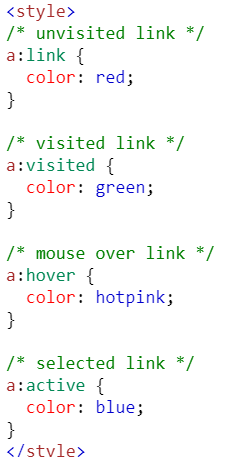 <style>
/* unvisited link */
a:link {
  color: red;
}

/* visited link */
a:visited {
  color: green;
}

/* mouse over link */
a:hover {
  color: hotpink;
}

/* selected link */
a:active {
  color: blue;
}
</style>